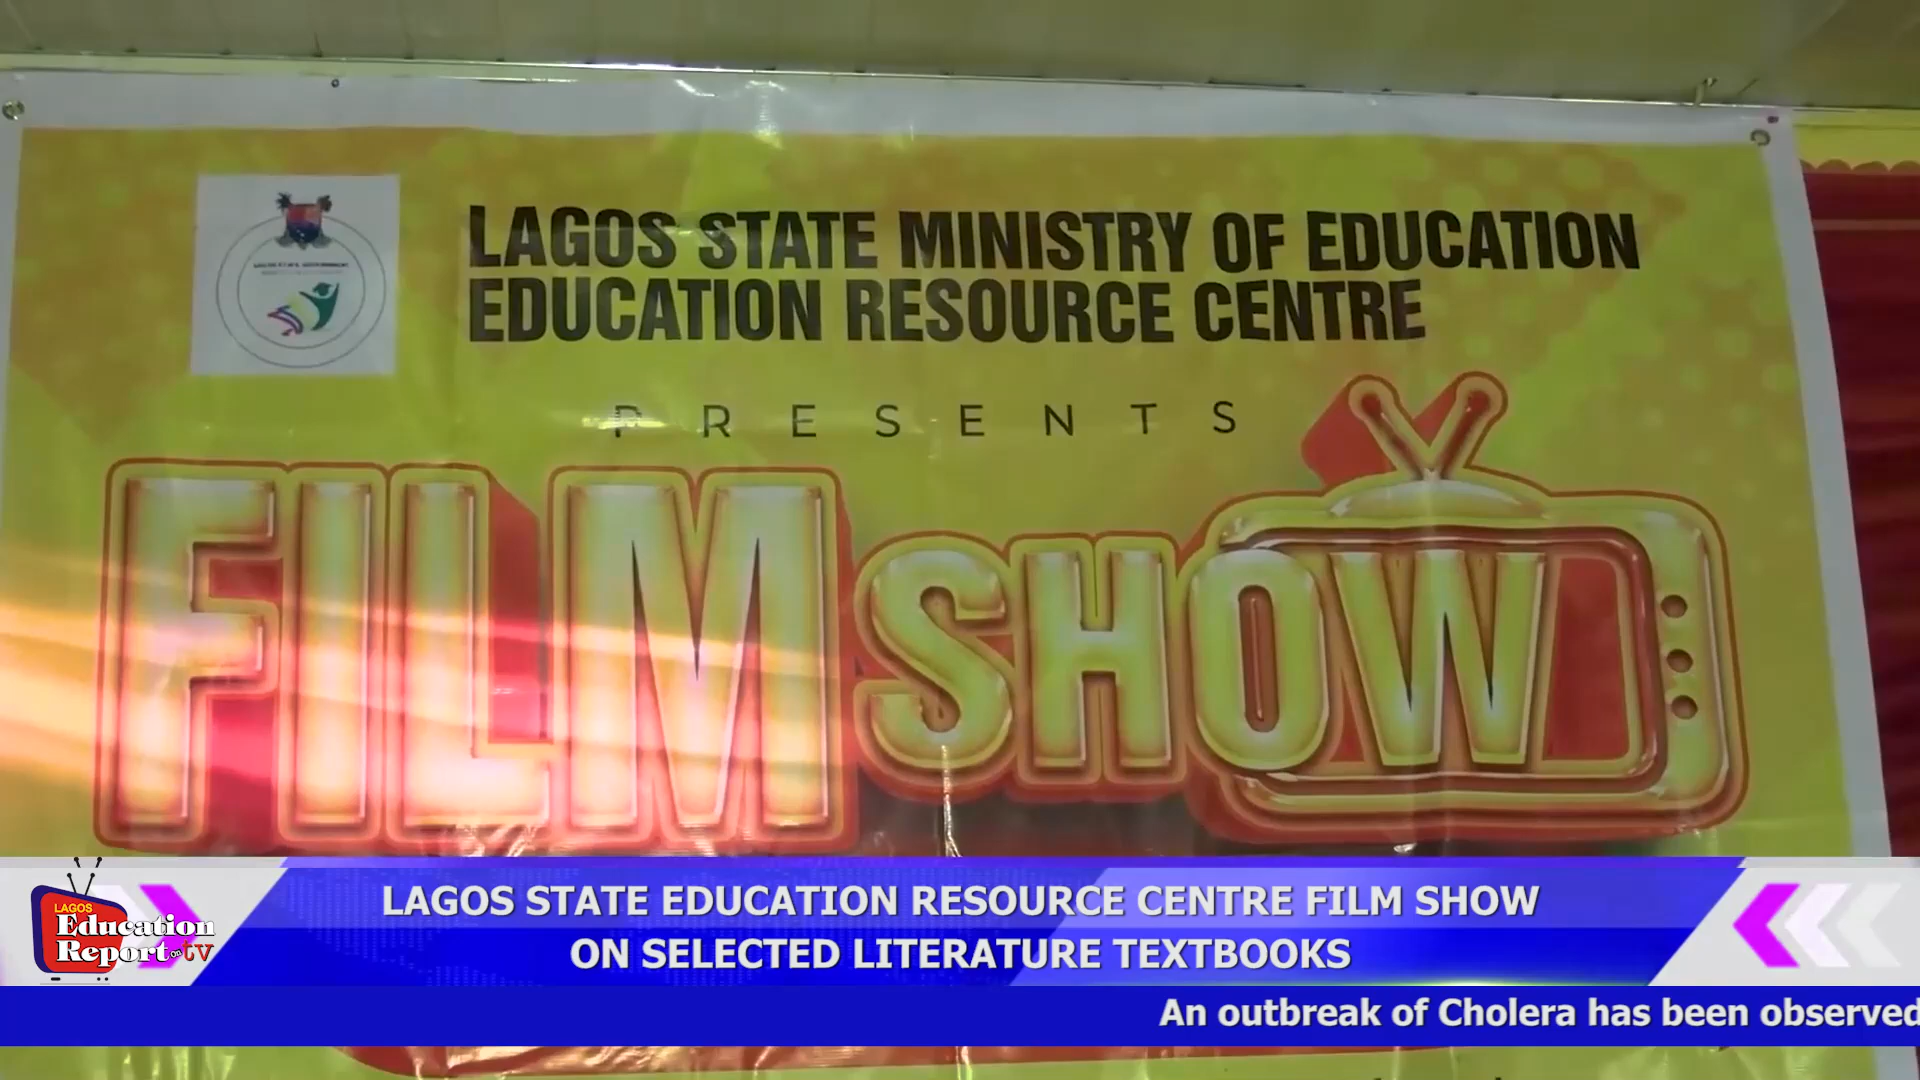 LAGOS STATE MINISTRY OF EDUCATION
EDUCATION RESOURCE CENTRE
PRESENTS
FILM SHOW
LAGOS STATE EDUCATION RESOURCE CENTRE FILM SHOW
ON SELECTED LITERATURE TEXTBOOKS
LAGOS
Education
Report on tv
An outbreak of Cholera has been observed